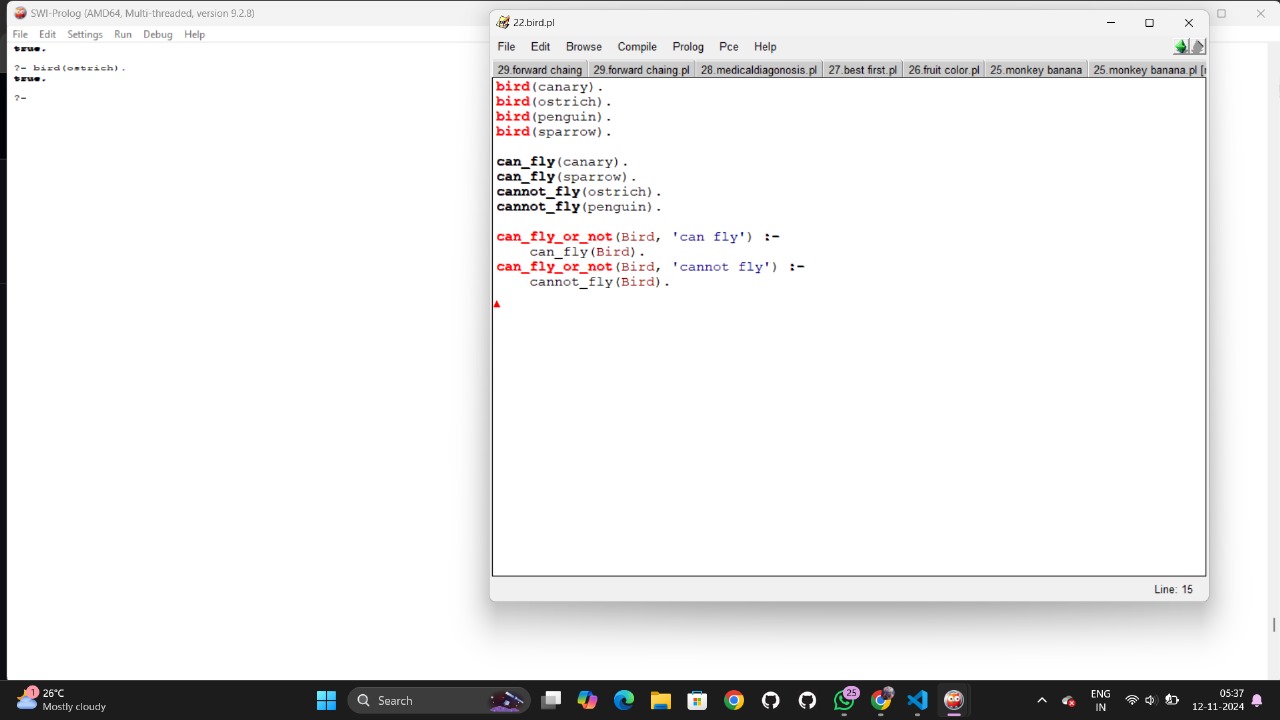 SWI-Prolog (AMD64, Multi-threaded, version 9.2.8)
File Edit Settings Run Debug Help
true.
?- bird(ostrich).
true.
?-
22.bird.pl
File Edit Browse Compile Prolog Pce Help
29.forward chaing 29.forward chaing.pl 28.medicaldiagonosis.pl 27.best first.pl 26.fruit color.pl 25.monkey banana 25.monkey banana.pl [
bird(canary).
bird(ostrich).
bird(penguin).
bird(sparrow).
can_fly(canary).
can_fly(sparrow).
cannot_fly(ostrich).
cannot_fly(penguin).
can_fly_or_not(Bird, 'can fly') :-
can_fly(Bird).
can_fly_or_not(Bird, 'cannot fly') :-
cannot_fly(Bird).
Line: 15
1
26°C
Mostly cloudy
Search
25
ENG
IN
05:37
12-11-2024